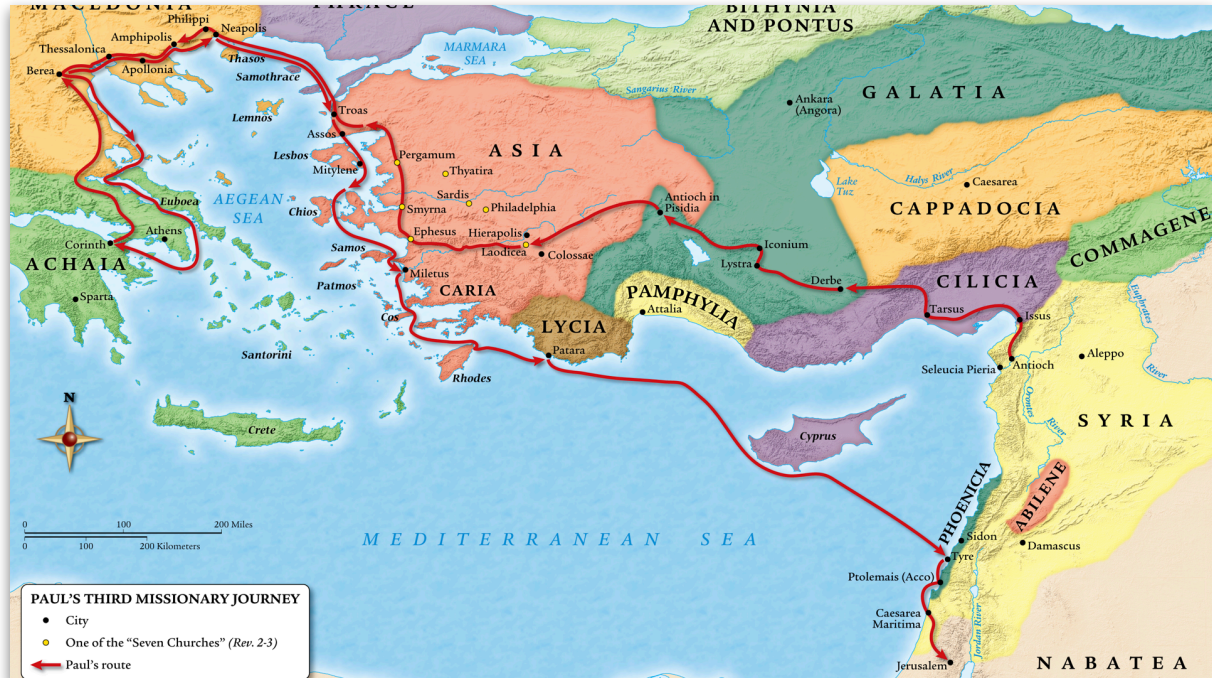 MACEDONIA
THRACE
BITHYNIA
AND PONTUS
Philippi
Neapolis
Amphipolis
Thessalonica
Berea
Apollonia
Thasos
Samothrace
MARMARA
SEA
Sangarius River
Ankara
(Angora)
GALATIA
Lemnos
Troas
Assos
Lesbos
Mitylene
Pergamum
ASIA
Thyatira
Sardis
Philadelphia
Smyrna
AEGEAN
SEA
Euboea
Chios
Athens
Corinth
ACHAIA
Sparta
Samos
Ephesus
Hierapolis
Laodicea
Colossae
Antioch in
Pisidia
Lake
Tuz
Halys River
Caesarea
CAPPADOCIA
COMMAGENE
Iconium
Lystra
Derbe
CILICIA
Tarsus
Issus
Euphrates
River
Patmos
Miletus
CARIA
Cos
LYCIA
PAMPHYLIA
Attalia
Patara
Santorini
Rhodes
Seleucia Pieria
Antioch
Aleppo
Orontes
River
SYRIA
N
Crete
Cyprus
PHOENICIA
ABILENE
0 100 200 Miles
0 100 200 Kilometers
MEDITERRANEAN SEA
Sidon
Damascus
Tyre
Ptolemais (Acco)
Caesarea
Maritima
Jordan River
Jerusalem
NABATEA
PAUL'S THIRD MISSIONARY JOURNEY
City
One of the “Seven Churches” (Rev. 2-3)
Paul's route